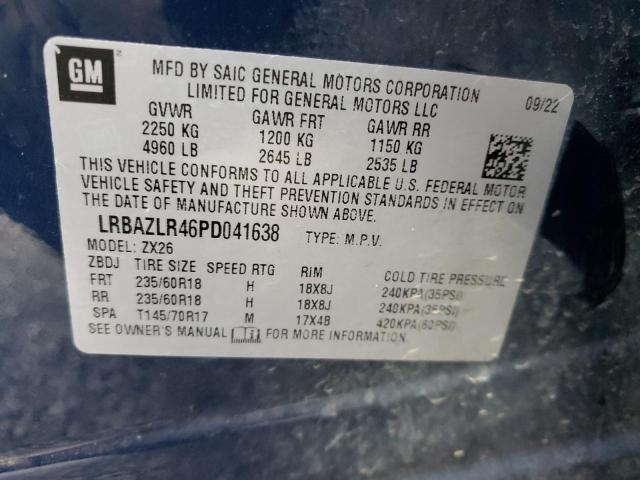 GM
MFD BY SAIC GENERAL MOTORS CORPORATION
LIMITED FOR GENERAL MOTORS LLC
09/22
GVWR GAWR FRT GAWR RR
2250 KG 1200 KG 1150 KG
4960 LB 2645 LB 2535 LB
THIS VEHICLE CONFORMS TO ALL APPLICABLE U.S. FEDERAL MOTOR
VEHICLE SAFETY AND THEFT PREVENTION STANDARDS IN EFFECT ON
THE DATE OF MANUFACTURE SHOWN ABOVE.
LRBAZLR46PD041638 TYPE: M.P.V.
MODEL: ZX26
ZBDJ TIRE SIZE SPEED RTG RIM COLD TIRE PRESSURE
FRT 235/60R18 H 18X8J 240KPA(35PSI)
RR 235/60R18 H 18X8J 240KPA(35PSI)
SPA T145/70R17 M 17X4B 420KPA(60PSI)
SEE OWNER'S MANUAL FOR MORE INFORMATION.